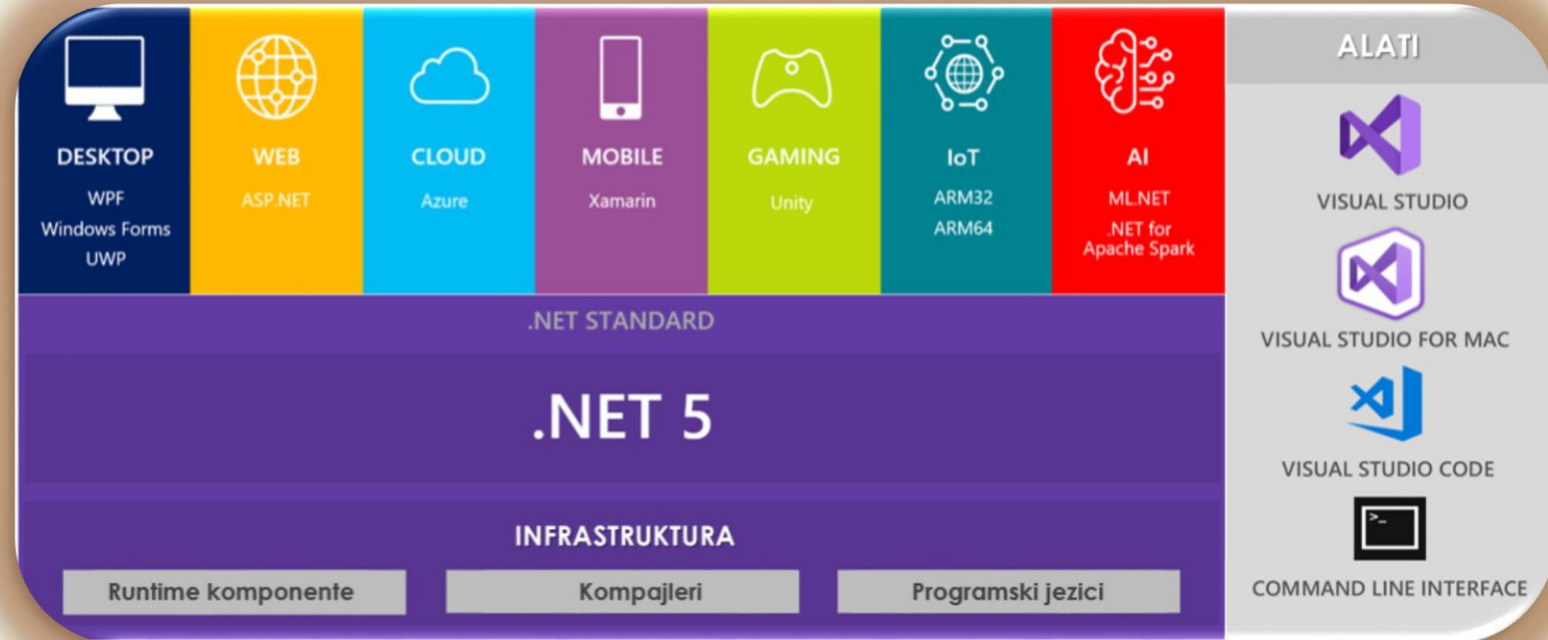 DESKTOP
WPF
Windows Forms
UWP
WEB
ASP.NET
CLOUD
Azure
MOBILE
Xamarin
GAMING
Unity
IoT
ARM32
ARM64
AI
ML.NET
.NET for
Apache Spark
.NET STANDARD
.NET 5
INFRASTRUKTURA
Runtime komponente
Kompajleri
Programski jezici
ALATI
VISUAL STUDIO
VISUAL STUDIO FOR MAC
VISUAL STUDIO CODE
>_
COMMAND LINE INTERFACE